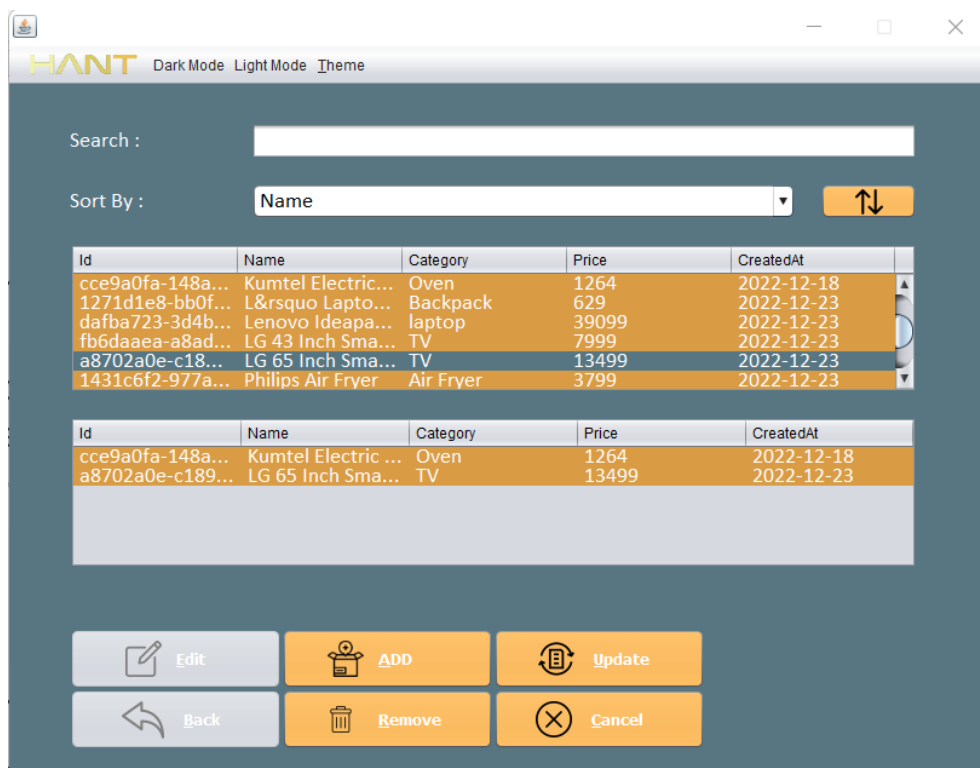 HANT Dark Mode Light Mode Theme
Search :
Sort By : Name
Id Name Category Price CreatedAt
cce9a0fa-148a... Kumtel Electric... Oven 1264 2022-12-18
1271d1e8-bb0f... L&rsquo Lapto... Backpack 629 2022-12-23
dafba723-3d4b... Lenovo Ideapa... laptop 39099 2022-12-23
fb6daaea-a8ad... LG 43 Inch Sma... TV 7999 2022-12-23
a8702a0e-c18... LG 65 Inch Sma... TV 13499 2022-12-23
1431c6f2-977a... Philips Air Fryer Air Fryer 3799 2022-12-23
Id Name Category Price CreatedAt
cce9a0fa-148a... Kumtel Electric ... Oven 1264 2022-12-18
a8702a0e-c189... LG 65 Inch Sma... TV 13499 2022-12-23
Edit ADD Update
Back Remove Cancel